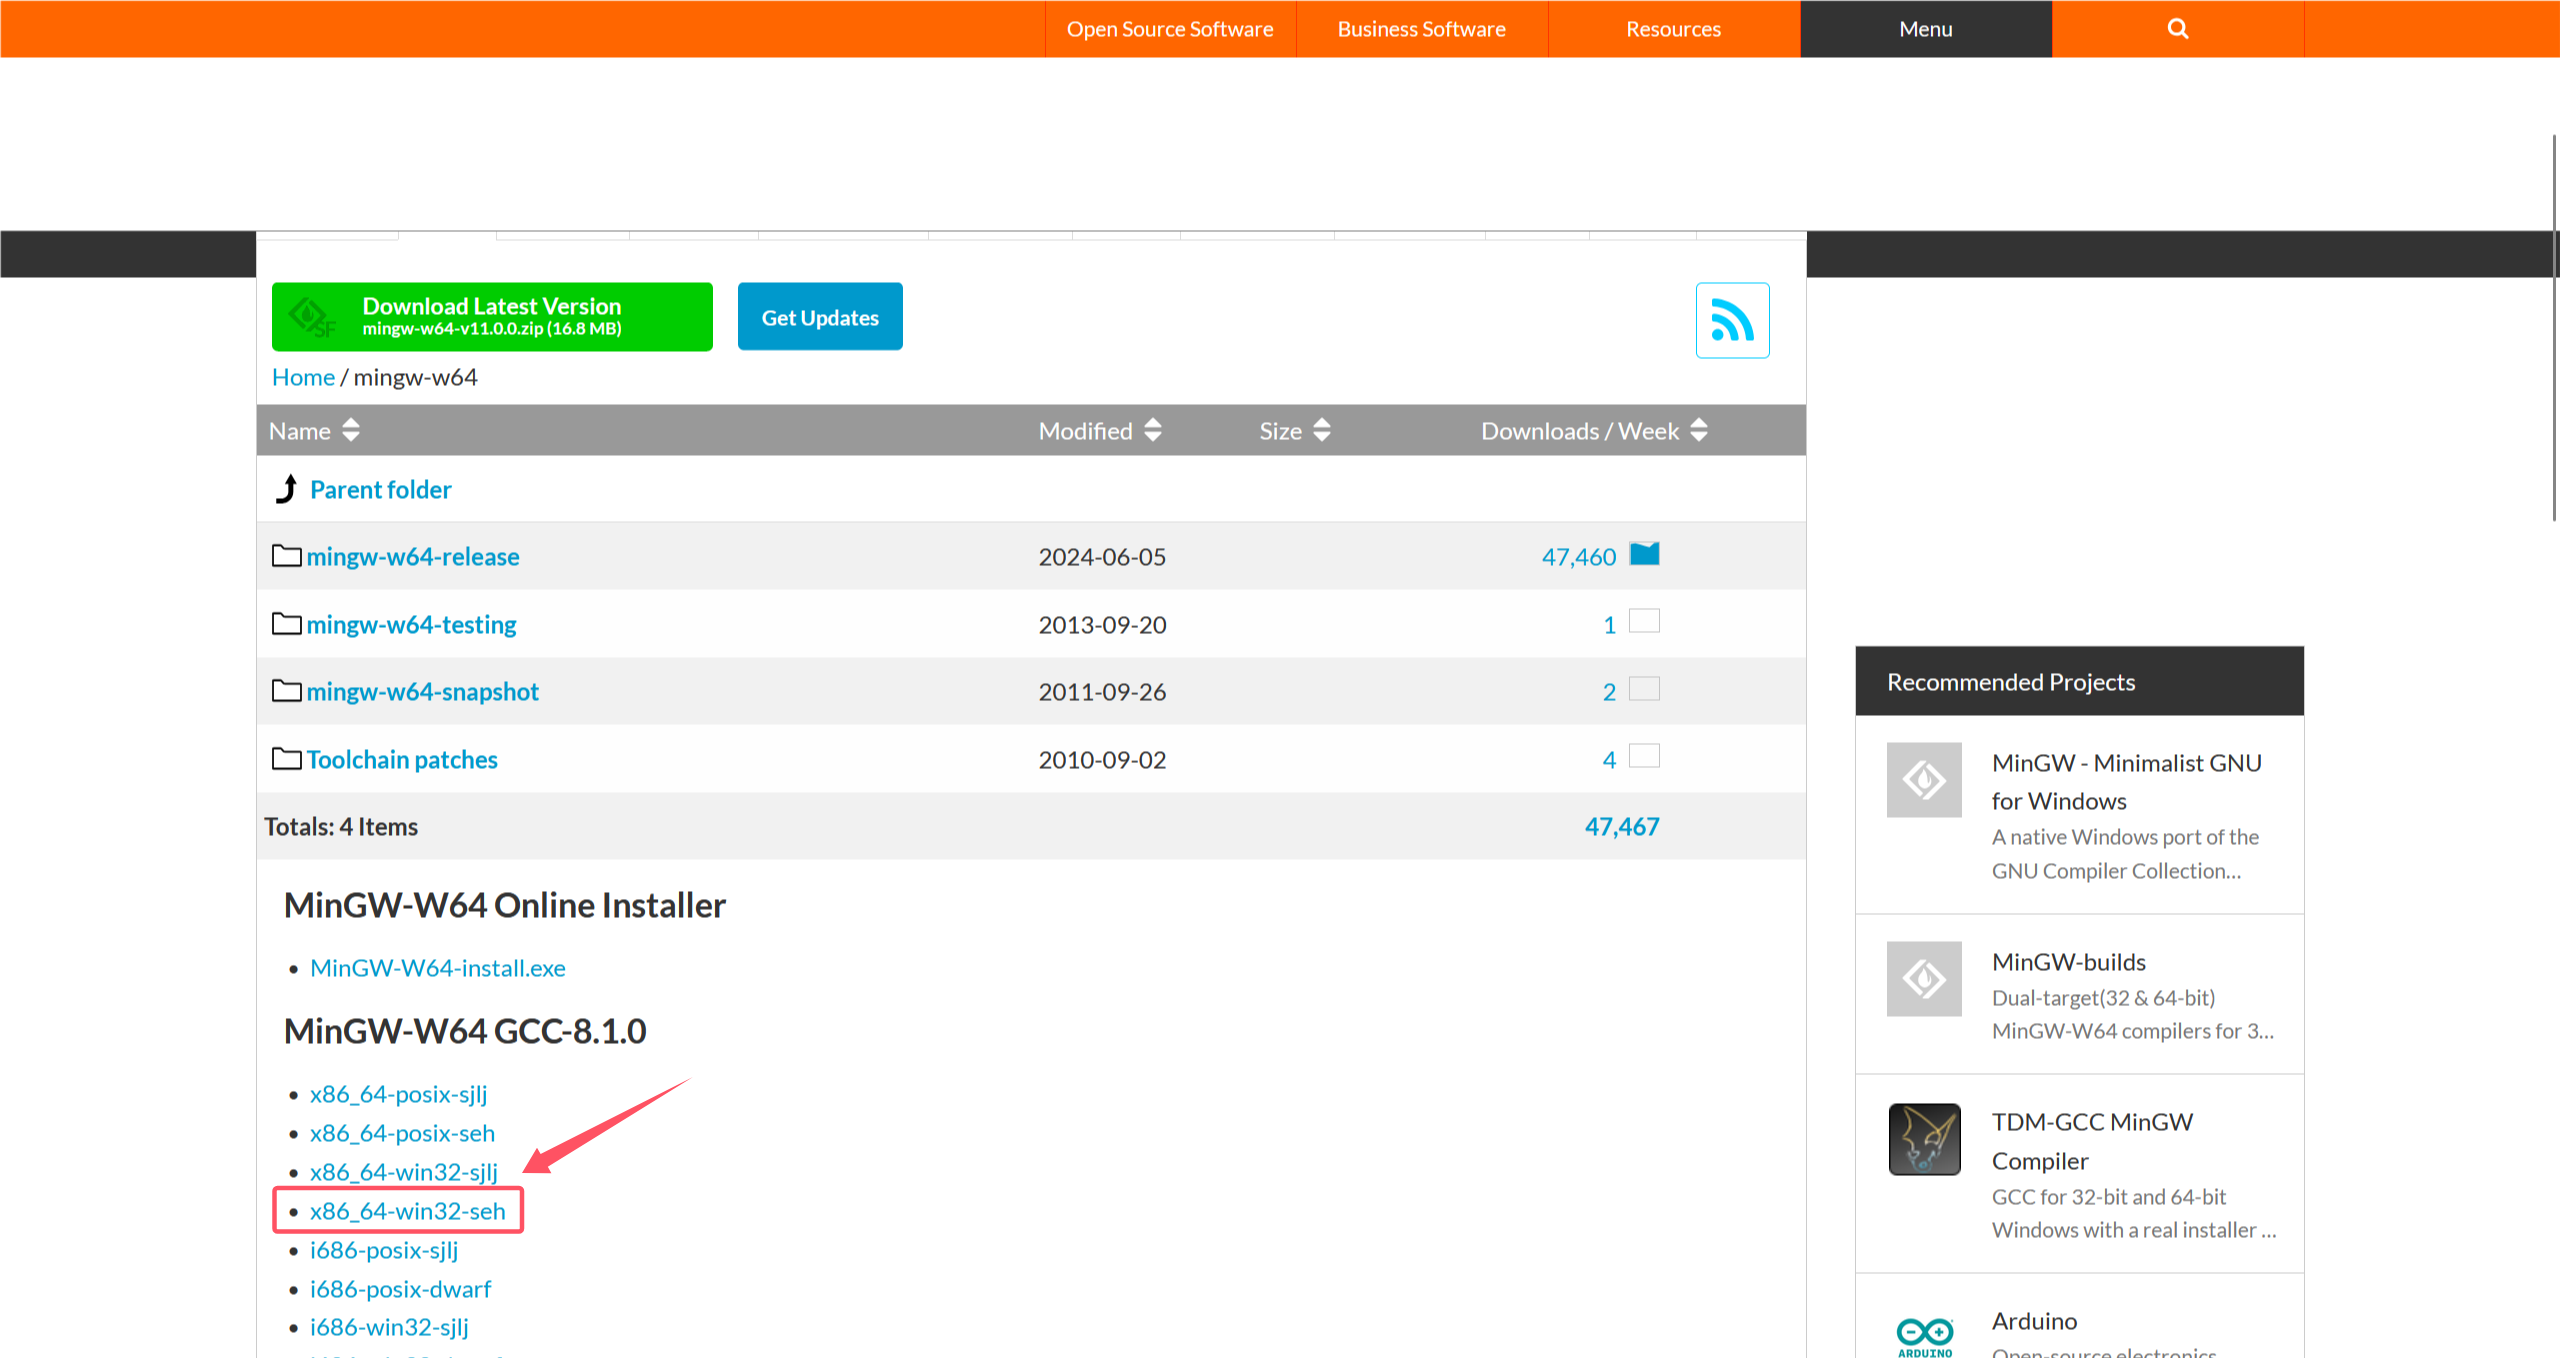 Open Source Software
Business Software
Resources
Menu
Download Latest Version
mingw-w64-v11.0.0.zip (16.8 MB)
SF
Get Updates
Home / mingw-w64
Name Modified Size Downloads / Week
Parent folder
mingw-w64-release 2024-06-05 47,460
mingw-w64-testing 2013-09-20 1
mingw-w64-snapshot 2011-09-26 2
Toolchain patches 2010-09-02 4
Totals: 4 Items 47,467
MinGW-W64 Online Installer
• MinGW-W64-install.exe
MinGW-W64 GCC-8.1.0
• x86_64-posix-sjlj
• x86_64-posix-seh
• x86_64-win32-sjlj
• x86_64-win32-seh
• i686-posix-sjlj
• i686-posix-dwarf
• i686-win32-sjlj
Recommended Projects
MinGW - Minimalist GNU
for Windows
A native Windows port of the
GNU Compiler Collection...
MinGW-builds
Dual-target(32 & 64-bit)
MinGW-W64 compilers for 3...
TDM-GCC MinGW
Compiler
GCC for 32-bit and 64-bit
Windows with a real installer ...
Arduino
ARDUINO
Open-source electronics